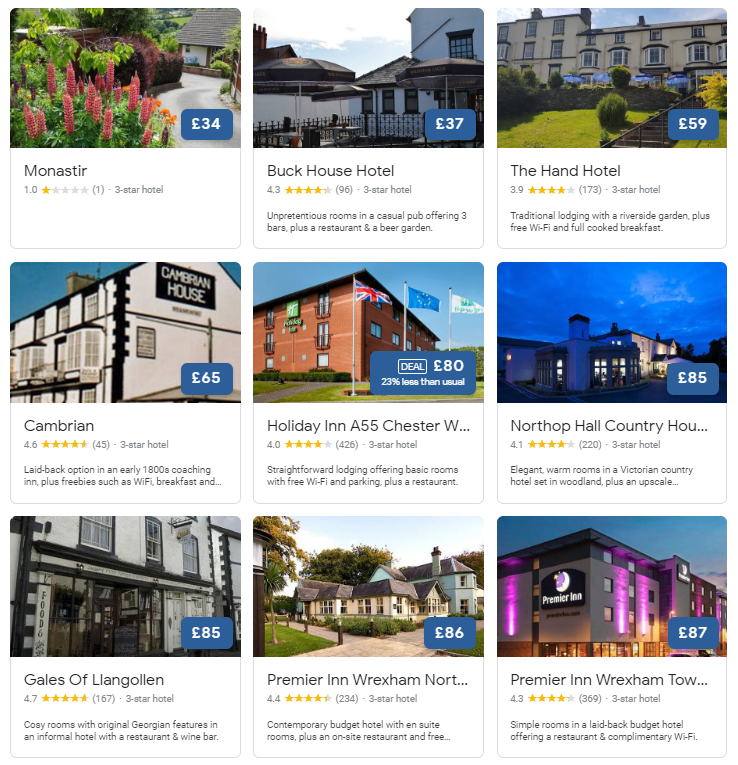 £34
Monastir
1.0 (1) · 3-star hotel
£37
Buck House Hotel
4.3 (96) · 3-star hotel
Unpretentious rooms in a casual pub offering 3
bars, plus a restaurant & a beer garden.
£59
The Hand Hotel
3.9 (173) · 3-star hotel
Traditional lodging with a riverside garden, plus
free Wi-Fi and full cooked breakfast.
CAMBRIAN
HOUSE
£65
Cambrian
4.6 (45) · 3-star hotel
Laid-back option in an early 1800s coaching
inn, plus freebies such as WiFi, breakfast and...
Holiday Inn
DEAL £80
23% less than usual
Holiday Inn A55 Chester W...
4.0 (426) · 3-star hotel
Straightforward lodging offering basic rooms
with free Wi-Fi and parking, plus a restaurant.
£85
Northop Hall Country Hou...
4.1 (220) · 3-star hotel
Elegant, warm rooms in a Victorian country
hotel set in woodland, plus an upscale...
FOOD &
£85
Gales Of Llangollen
4.7 (167) · 3-star hotel
Cosy rooms with original Georgian features in
an informal hotel with a restaurant & wine bar.
£86
Premier Inn Wrexham Nort...
4.4 (234) · 3-star hotel
Contemporary budget hotel with en suite
rooms, plus an on-site restaurant and free...
Premier Inn
premierinn.com
£87
Premier Inn Wrexham Tow...
4.3 (369) · 3-star hotel
Simple rooms in a laid-back budget hotel
offering a restaurant & complimentary Wi-Fi.